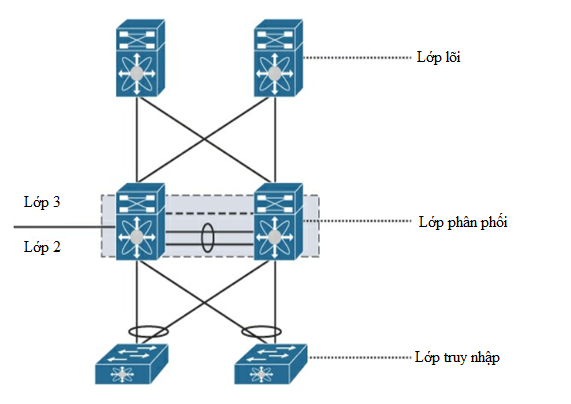 Lớp lõi
Lớp 3
Lớp phân phối
Lớp 2
Lớp truy nhập